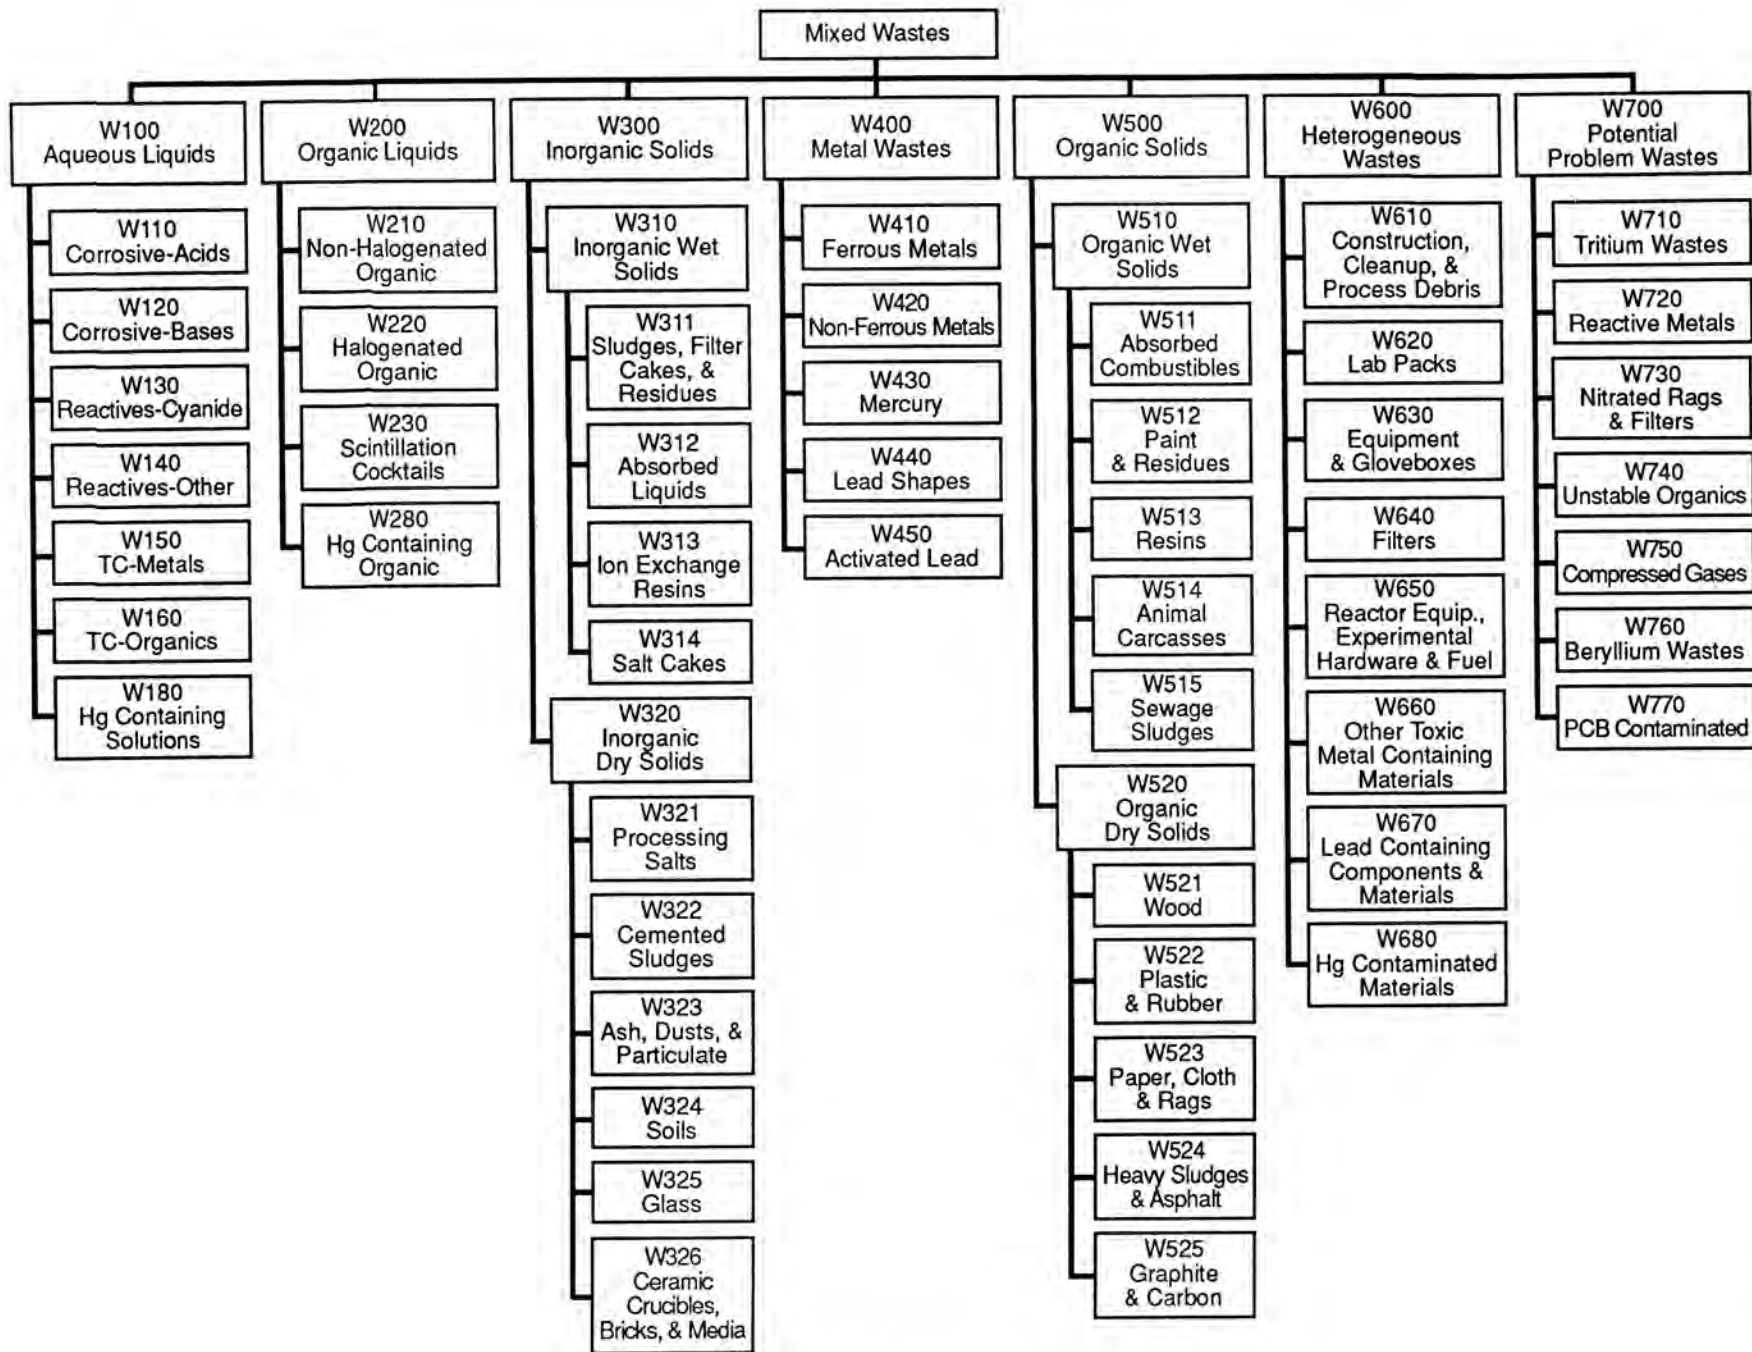 Mixed Wastes
W100
Aqueous Liquids
W110
Corrosive-Acids
W120
Corrosive-Bases
W130
Reactives-Cyanide
W140
Reactives-Other
W150
TC-Metals
W160
TC-Organics
W180
Hg Containing
Solutions
W200
Organic Liquids
W210
Non-Halogenated
Organic
W220
Halogenated
Organic
W230
Scintillation
Cocktails
W280
Hg Containing
Organic
W300
Inorganic Solids
W310
Inorganic Wet
Solids
W311
Sludges, Filter
Cakes, &
Residues
W312
Absorbed
Liquids
W313
Ion Exchange
Resins
W314
Salt Cakes
W320
Inorganic
Dry Solids
W321
Processing
Salts
W322
Cemented
Sludges
W323
Ash, Dusts, &
Particulate
W324
Soils
W325
Glass
W326
Ceramic
Crucibles,
Bricks, & Media
W400
Metal Wastes
W410
Ferrous Metals
W420
Non-Ferrous Metals
W430
Mercury
W440
Lead Shapes
W450
Activated Lead
W500
Organic Solids
W510
Organic Wet
Solids
W511
Absorbed
Combustibles
W512
Paint
& Residues
W513
Resins
W514
Animal
Carcasses
W515
Sewage
Sludges
W520
Organic
Dry Solids
W521
Wood
W522
Plastic
& Rubber
W523
Paper, Cloth
& Rags
W524
Heavy Sludges
& Asphalt
W525
Graphite
& Carbon
W600
Heterogeneous
Wastes
W610
Construction,
Cleanup, &
Process Debris
W620
Lab Packs
W630
Equipment
& Gloveboxes
W640
Filters
W650
Reactor Equip.,
Experimental
Hardware & Fuel
W660
Other Toxic
Metal Containing
Materials
W670
Lead Containing
Components &
Materials
W680
Hg Contaminated
Materials
W700
Potential
Problem Wastes
W710
Tritium Wastes
W720
Reactive Metals
W730
Nitrated Rags
& Filters
W740
Unstable Organics
W750
Compressed Gases
W760
Beryllium Wastes
W770
PCB Contaminated